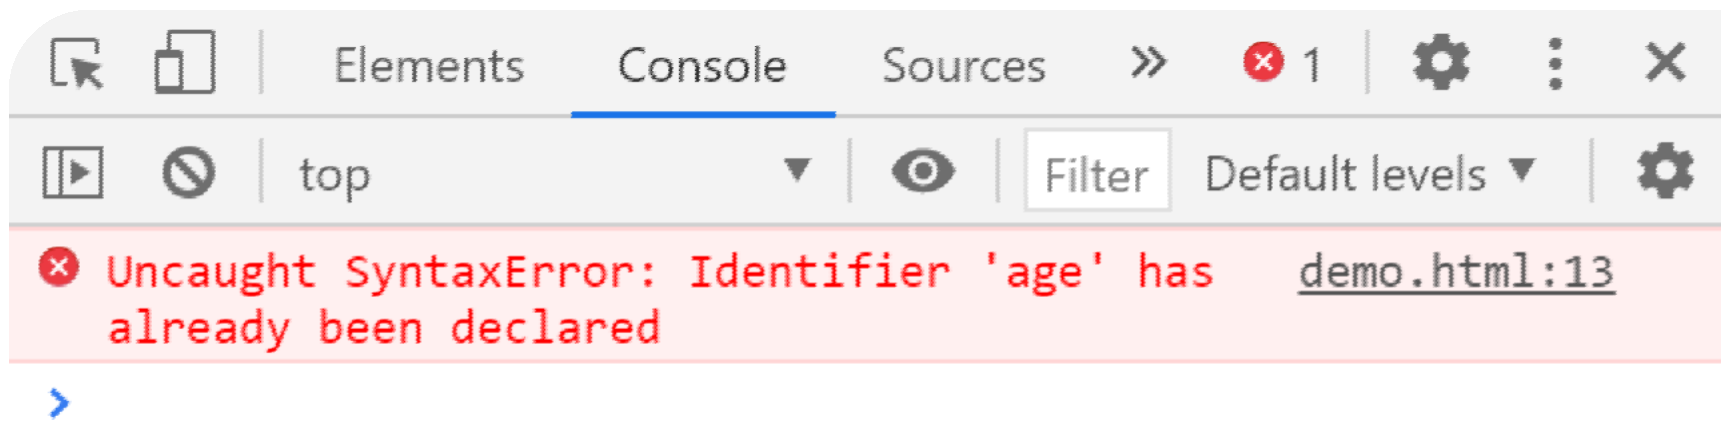 Elements Console Sources 1
top Filter Default levels
Uncaught SyntaxError: Identifier 'age' has demo.html:13
already been declared